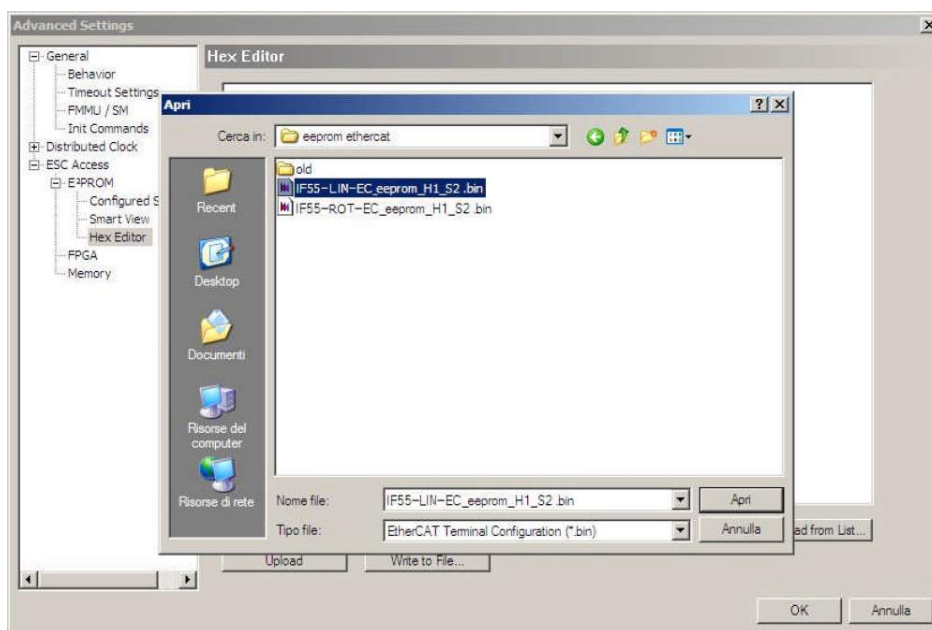 Advanced Settings
General
Behavior
Timeout Settings
FMMU / SM
Init Commands
Distributed Clock
ESC Access
E²PROM
Configured S
Smart View
Hex Editor
FPGA
Memory
Hex Editor
Apri
Cerca in:
eeprom ethercat
old
IF55-LIN-EC_eeprom_H1_S2 .bin
IF55-ROT-EC_eeprom_H1_S2 .bin
Recent
Desktop
Documenti
Risorse del
computer
Risorse di rete
Nome file:
IF55-LIN-EC_eeprom_H1_S2 .bin
Apri
Tipo file:
EtherCAT Terminal Configuration (*.bin)
Annulla
ad from List...
Upload
Write to File...
OK
Annulla